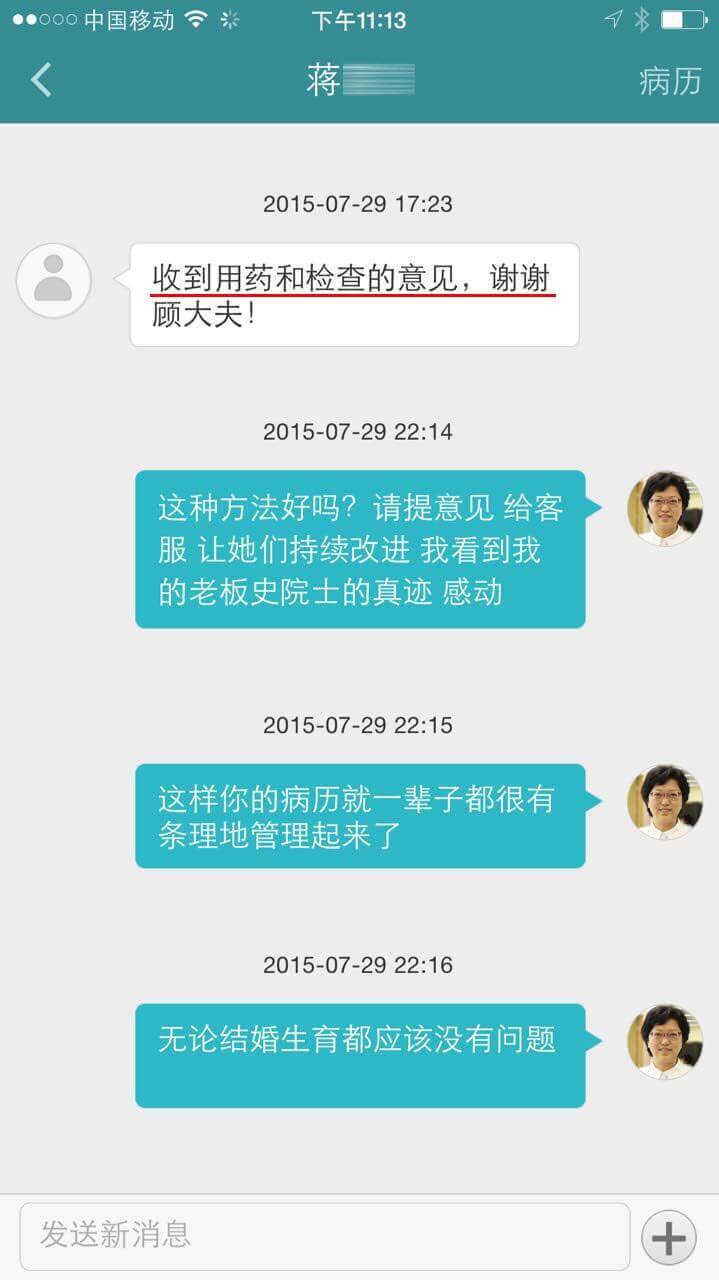 中国移动
下午11:13
蒋
病历
2015-07-29 17:23
收到用药和检查的意见，谢谢
顾大夫！
2015-07-29 22:14
这种方法好吗？请提意见 给客
服 让她们持续改进 我看到我
的老板史院士的真迹 感动
2015-07-29 22:15
这样你的病历就一辈子都很有
条理地管理起来了
2015-07-29 22:16
无论结婚生育都应该没有问题
发送新消息